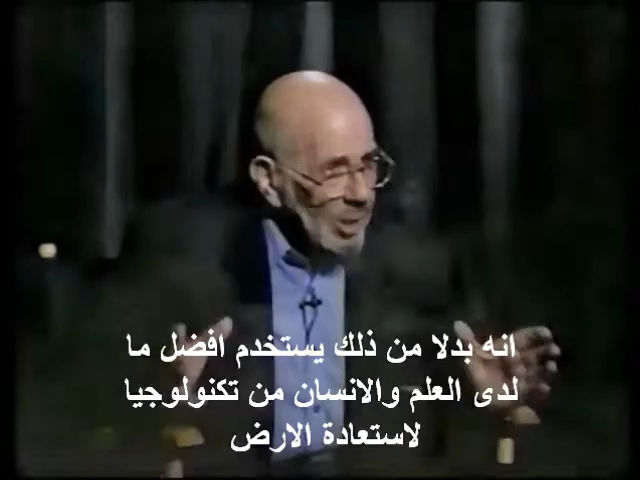 انه بدلا من ذلك يستخدم افضل ما
لدى العلم والانسان من تكنولوجيا
لاستعادة الارض